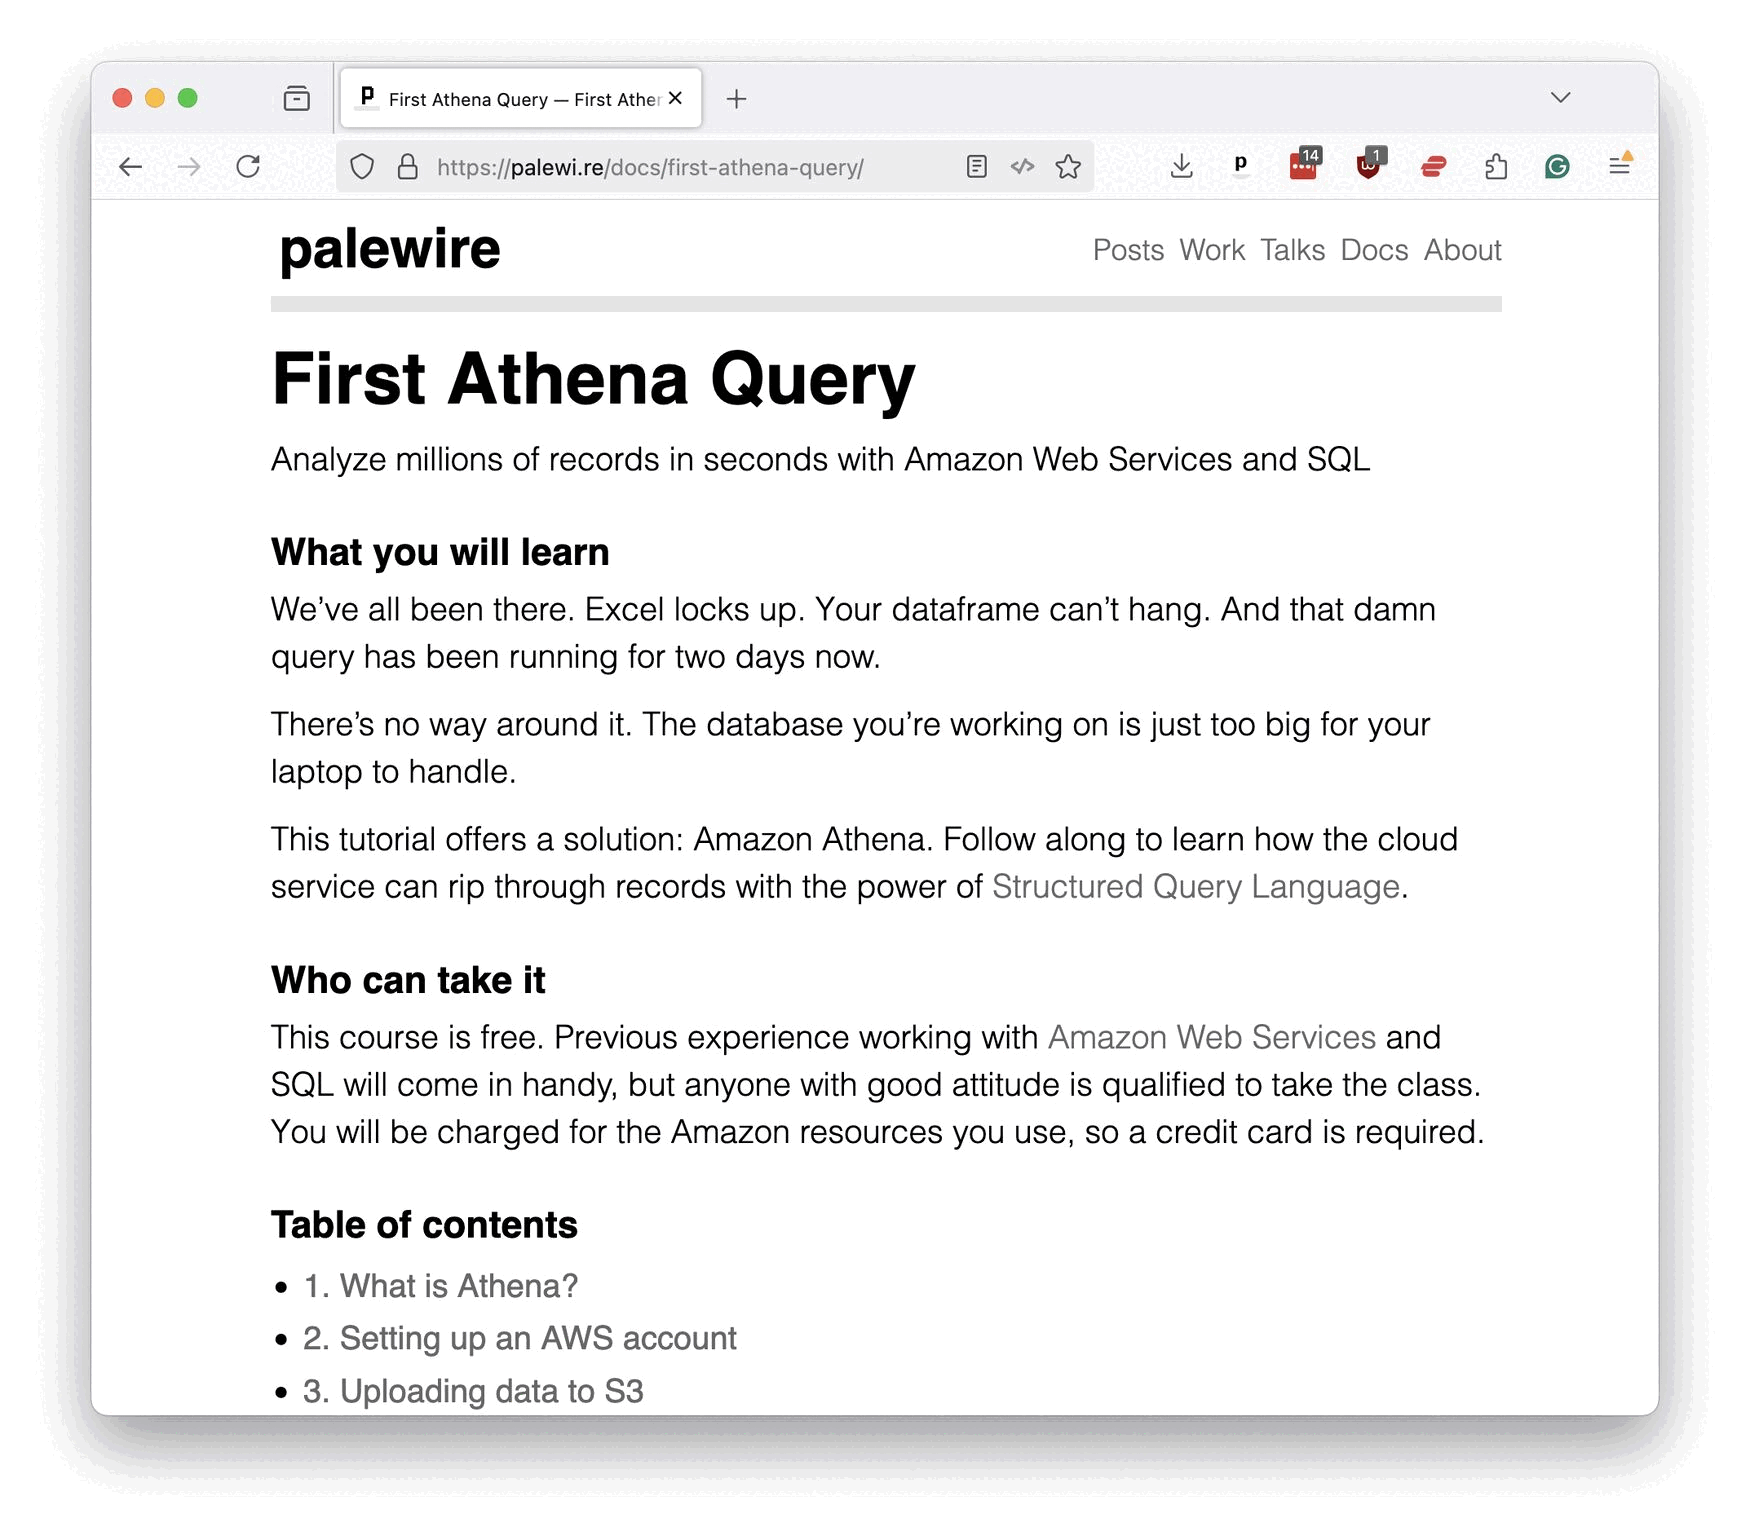 First Athena Query — First Ather
https://palewi.re/docs/first-athena-query/
p
14
1
palewire
Posts Work Talks Docs About
First Athena Query
Analyze millions of records in seconds with Amazon Web Services and SQL
What you will learn
We’ve all been there. Excel locks up. Your dataframe can’t hang. And that damn
query has been running for two days now.
There’s no way around it. The database you’re working on is just too big for your
laptop to handle.
This tutorial offers a solution: Amazon Athena. Follow along to learn how the cloud
service can rip through records with the power of Structured Query Language.
Who can take it
This course is free. Previous experience working with Amazon Web Services and
SQL will come in handy, but anyone with good attitude is qualified to take the class.
You will be charged for the Amazon resources you use, so a credit card is required.
Table of contents
• 1. What is Athena?
• 2. Setting up an AWS account
• 3. Uploading data to S3